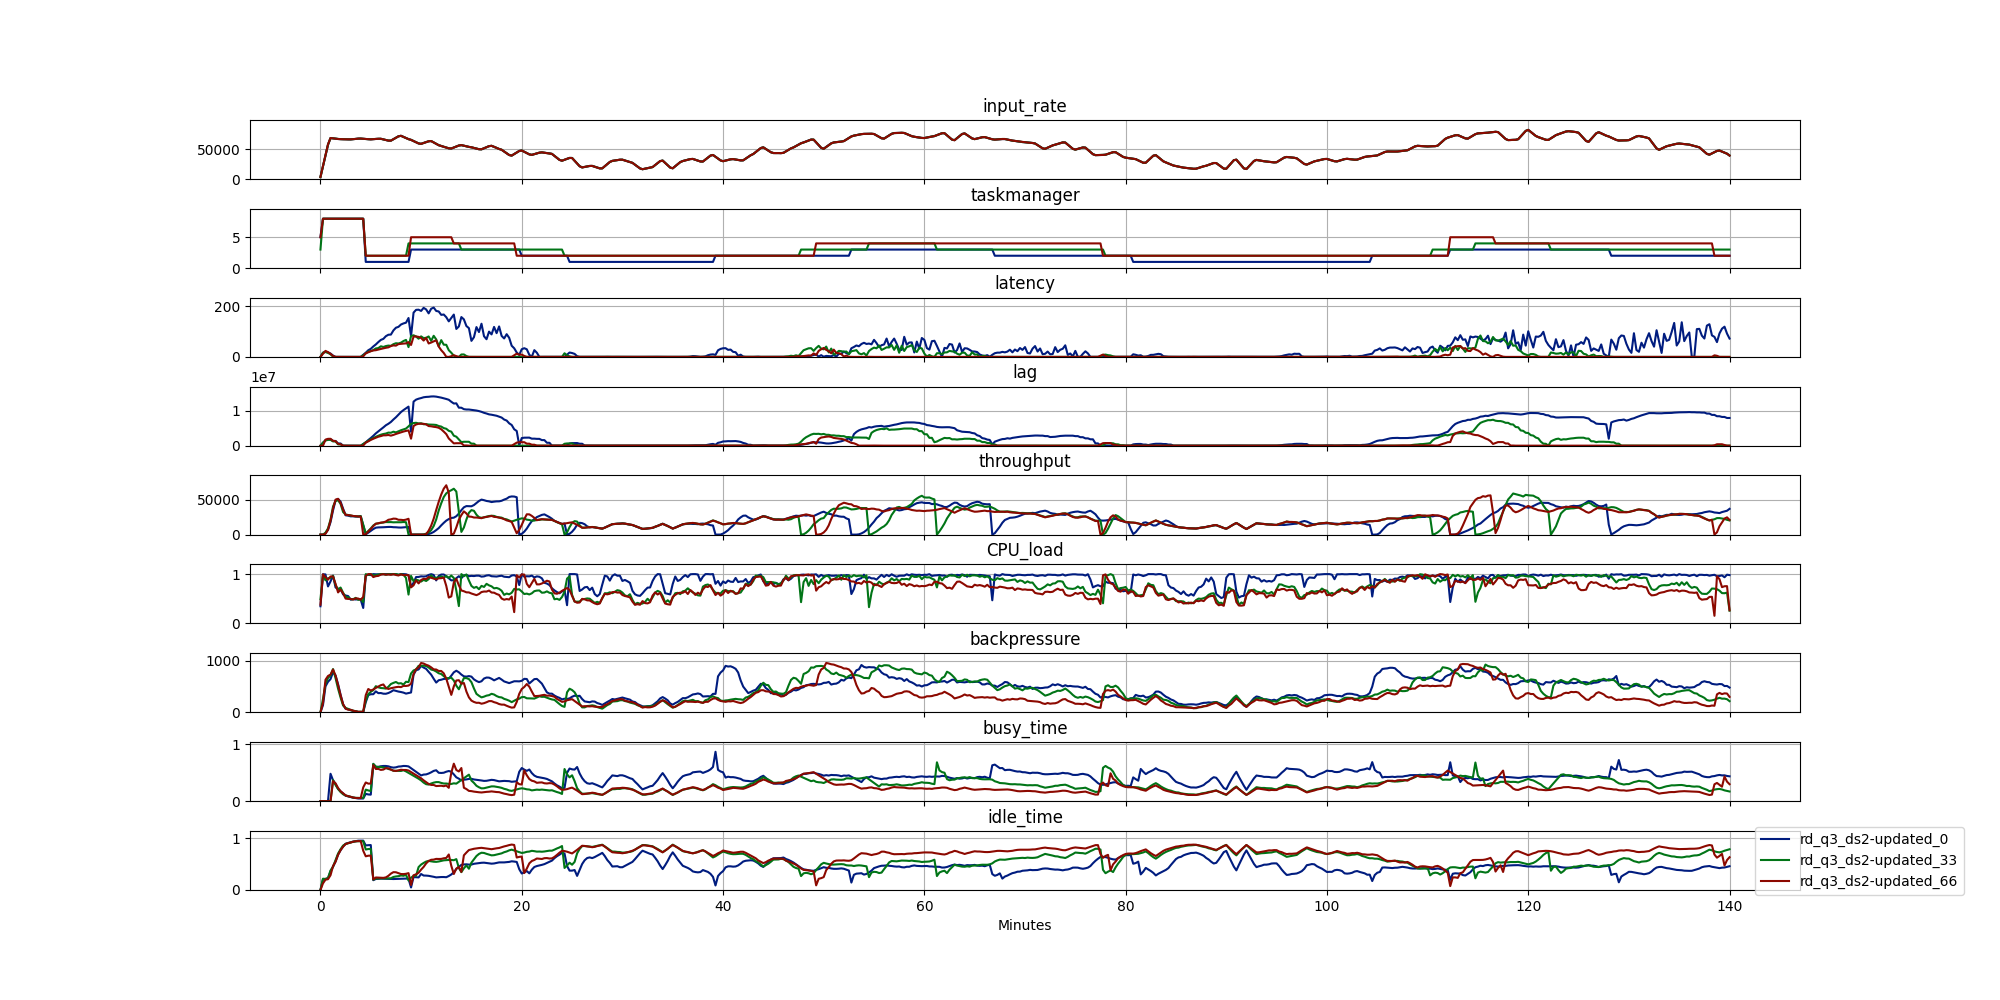 input_rate
50000
0
taskmanager
5
0
latency
200
0
1e7
lag
1
0
throughput
50000
0
CPU_load
1
0
backpressure
1000
0
busy_time
1
0
idle_time
1
0
rd_q3_ds2-updated_0
rd_q3_ds2-updated_33
rd_q3_ds2-updated_66
0 20 40 60 80 100 120 140
Minutes